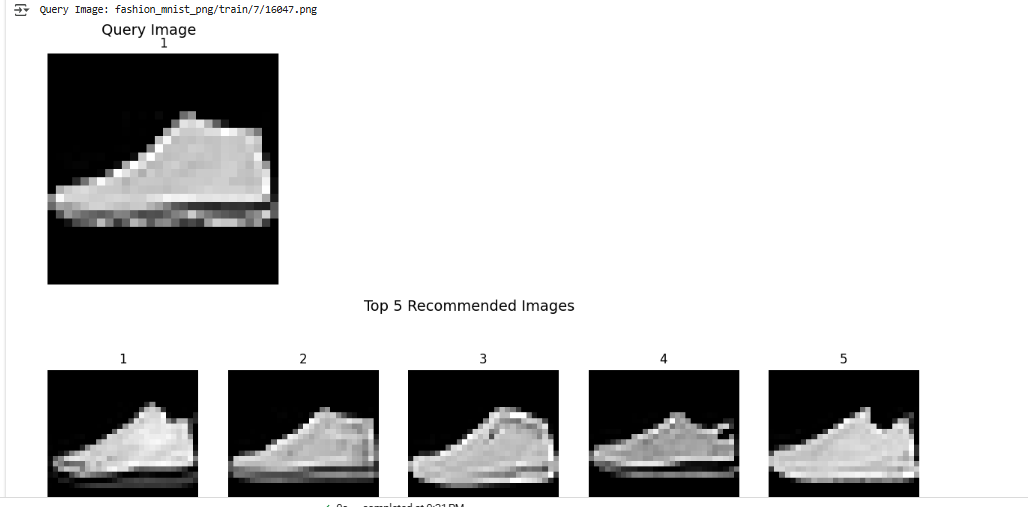 Query Image: fashion_mnist_png/train/7/16047.png
Query Image
1
Top 5 Recommended Images
1 2 3 4 5